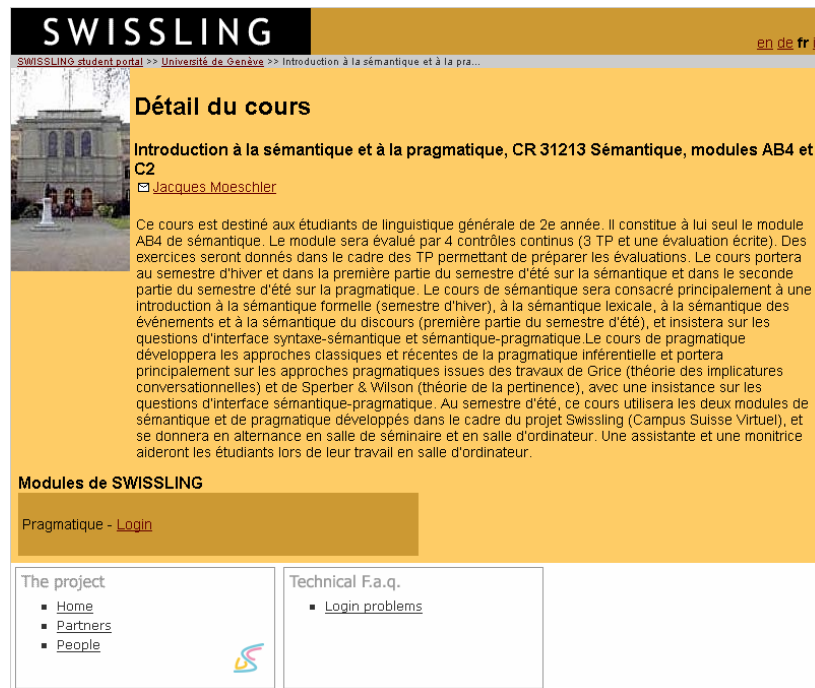 SWISSLING
en de fr
SWISSLING student portal >> Université de Genève >> Introduction à la sémantique et à la pra...
Détail du cours
Introduction à la sémantique et à la pragmatique, CR 31213 Sémantique, modules AB4 et
C2
Jacques Moeschler
Ce cours est destiné aux étudiants de linguistique générale de 2e année. Il constitue à lui seul le module
AB4 de sémantique. Le module sera évalué par 4 contrôles continus (3 TP et une évaluation écrite). Des
exercices seront donnés dans le cadre des TP permettant de préparer les évaluations. Le cours portera
au semestre d'hiver et dans la première partie du semestre d'été sur la sémantique et dans le seconde
partie du semestre d'été sur la pragmatique. Le cours de sémantique sera consacré principalement à une
introduction à la sémantique formelle (semestre d'hiver), à la sémantique lexicale, à la sémantique des
événements et à la sémantique du discours (première partie du semestre d'été), et insistera sur les
questions d'interface syntaxe-sémantique et sémantique-pragmatique.Le cours de pragmatique
développera les approches classiques et récentes de la pragmatique inférentielle et portera
principalement sur les approches pragmatiques issues des travaux de Grice (théorie des implicatures
conversationnelles) et de Sperber & Wilson (théorie de la pertinence), avec une insistance sur les
questions d'interface sémantique-pragmatique. Au semestre d'été, ce cours utilisera les deux modules de
sémantique et de pragmatique développés dans le cadre du projet Swissling (Campus Suisse Virtuel), et
se donnera en alternance en salle de séminaire et en salle d'ordinateur. Une assistante et une monitrice
aideront les étudiants lors de leur travail en salle d'ordinateur.
Modules de SWISSLING
Pragmatique - Login
The project
Home
Partners
People
Technical F.a.q.
Login problems